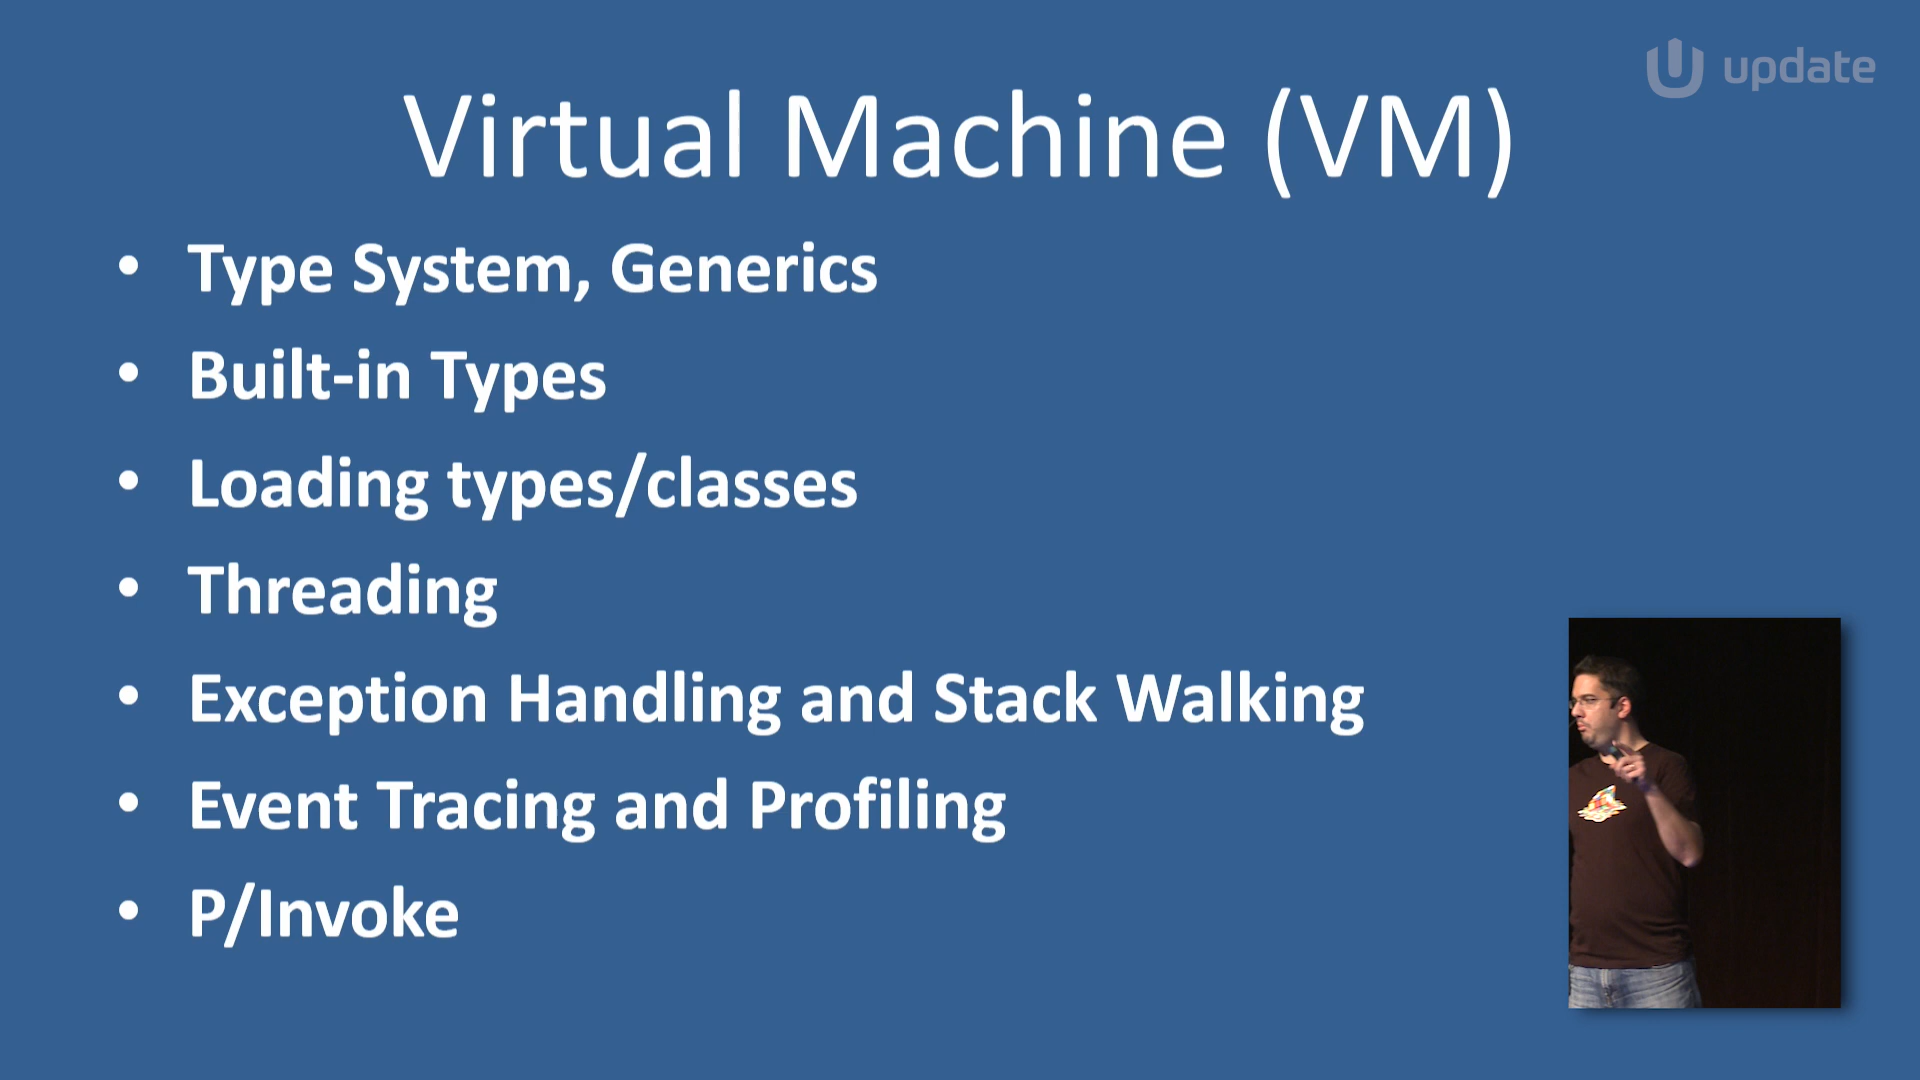 update
Virtual Machine (VM)
• Type System, Generics
• Built-in Types
• Loading types/classes
• Threading
• Exception Handling and Stack Walking
• Event Tracing and Profiling
• P/Invoke